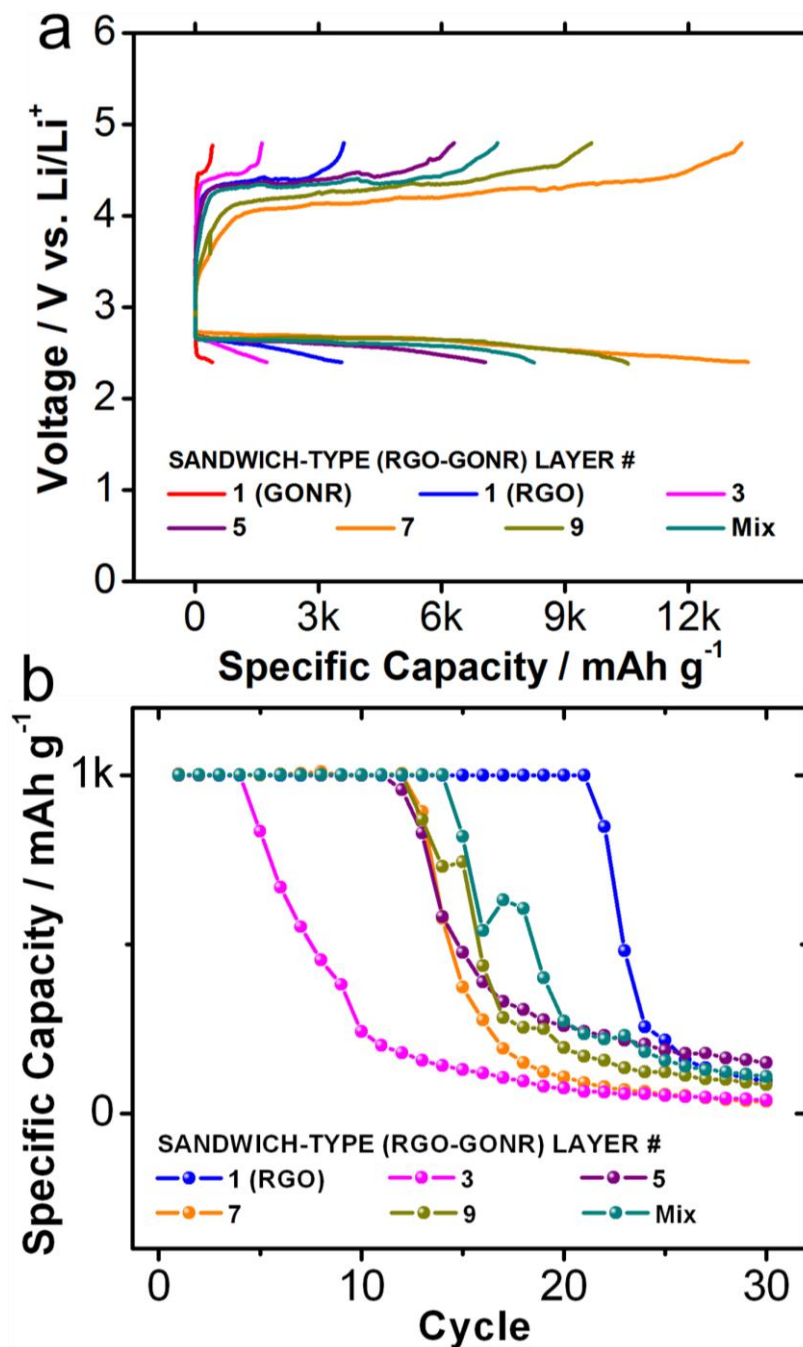 a
6
5
4
3
2
1
0
Voltage / V vs. Li/Li⁺
SANDWICH-TYPE (RGO-GONR) LAYER #
1 (GONR) 1 (RGO) 3
5 7 9 Mix
0 3k 6k 9k 12k
Specific Capacity / mAh g⁻¹
b
1k
0
Specific Capacity / mAh g⁻¹
SANDWICH-TYPE (RGO-GONR) LAYER #
1 (RGO) 3 5
7 9 Mix
0 10 20 30
Cycle